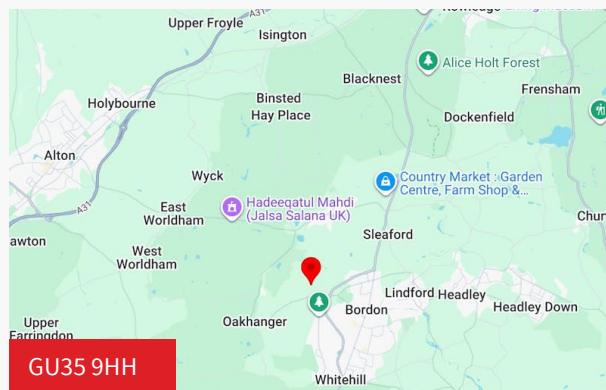 Upper Froyle
A31
Isington
Alice Holt Forest
Blacknest
Frensham
Holybourne
Binsted
Hay Place
Dockenfield
Alton
Wyck
Country Market : Garden
Centre, Farm Shop &...
Hadeeqatul Mahdi
(Jalsa Salana UK)
A31
East
Worldham
Sleaford
West
Worldham
Lindford
Headley
Bordon
Headley Down
Oakhanger
Upper
Farringdon
GU35 9HH
Whitehill